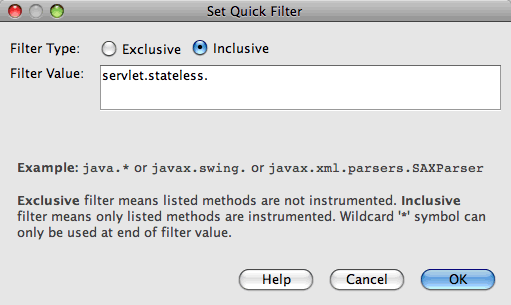 Set Quick Filter
Filter Type: Exclusive Inclusive
Filter Value: servlet.stateless.
Example: java.* or javax.swing. or javax.xml.parsers.SAXParser
Exclusive filter means listed methods are not instrumented. Inclusive
filter means only listed methods are instrumented. Wildcard '*' symbol can
only be used at end of filter value.
Help Cancel OK